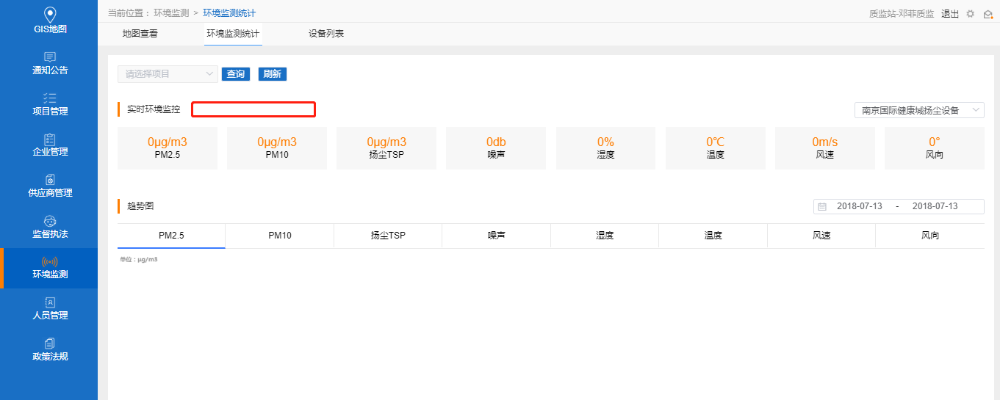 GIS地图
通知公告
项目管理
企业管理
供应商管理
监督执法
环境监测
人员管理
政策法规
当前位置： 环境监测 > 环境监测统计
质监站-邓菲质监 退出
地图查看 环境监测统计 设备列表
请选择项目 查询 刷新
实时环境监控 南京国际健康城扬尘设备
0μg/m3 0μg/m3 0μg/m3 0db 0% 0℃ 0m/s 0°
PM2.5 PM10 扬尘TSP 噪声 湿度 温度 风速 风向
趋势图 2018-07-13 - 2018-07-13
PM2.5 PM10 扬尘TSP 噪声 湿度 温度 风速 风向
单位：μg/m3